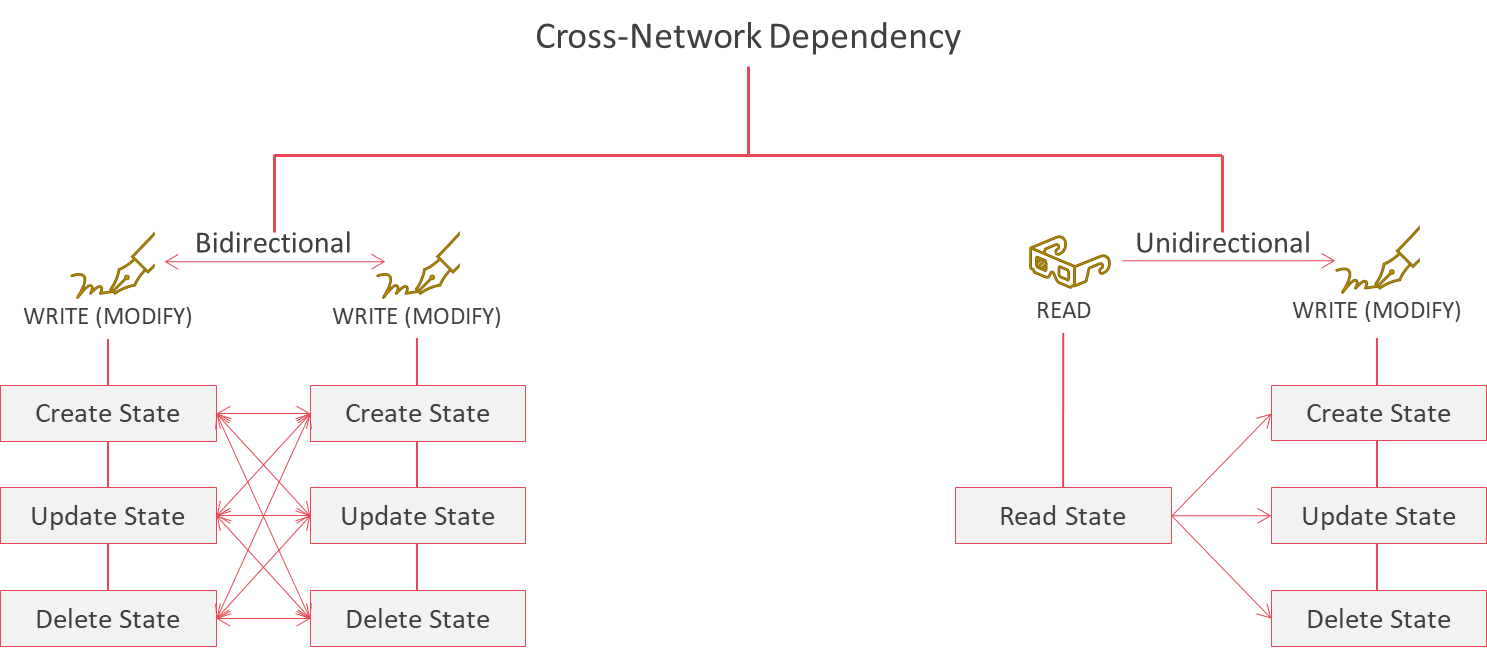 Cross-Network Dependency
Bidirectional
Unidirectional
WRITE (MODIFY)
WRITE (MODIFY)
READ
WRITE (MODIFY)
Create State
Create State
Create State
Update State
Update State
Read State
Update State
Delete State
Delete State
Delete State